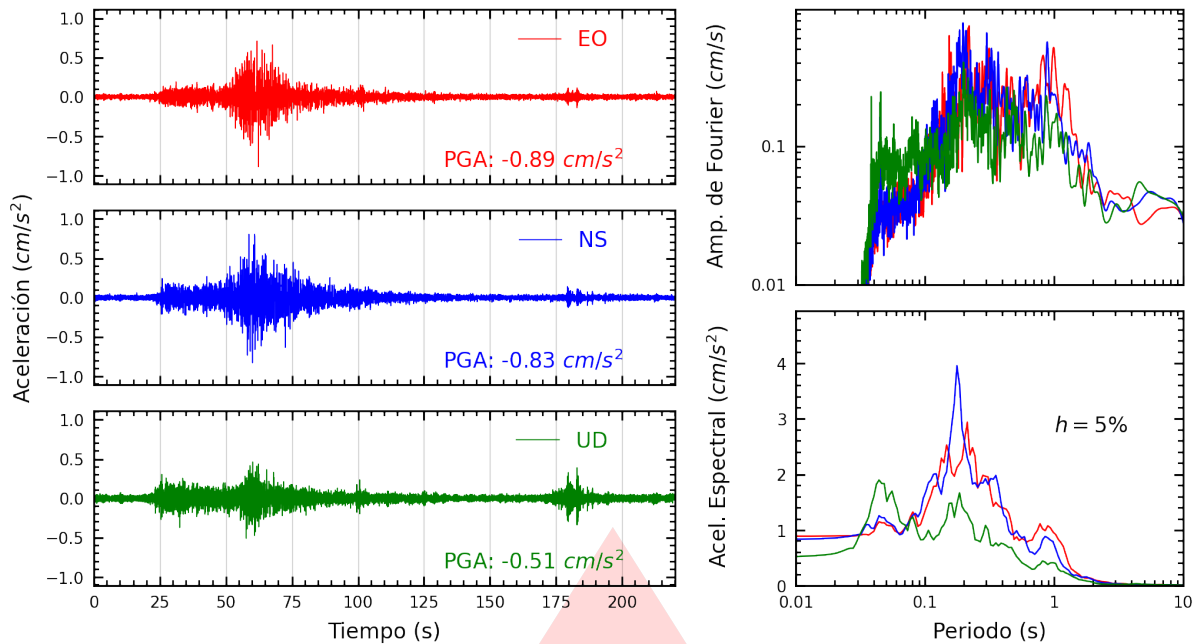 Aceleración (cm/s²)
1.0
0.5
0.0
−0.5
−1.0
EO
PGA: -0.89 cm/s²
1.0
0.5
0.0
−0.5
−1.0
NS
PGA: -0.83 cm/s²
1.0
0.5
0.0
−0.5
−1.0
UD
PGA: -0.51 cm/s²
0 25 50 75 100 125 150 175 200
Tiempo (s)
Amp. de Fourier (cm/s)
0.1
0.01
Acel. Espectral (cm/s²)
4
3
2
1
0
h = 5%
0.01 0.1 1 10
Periodo (s)